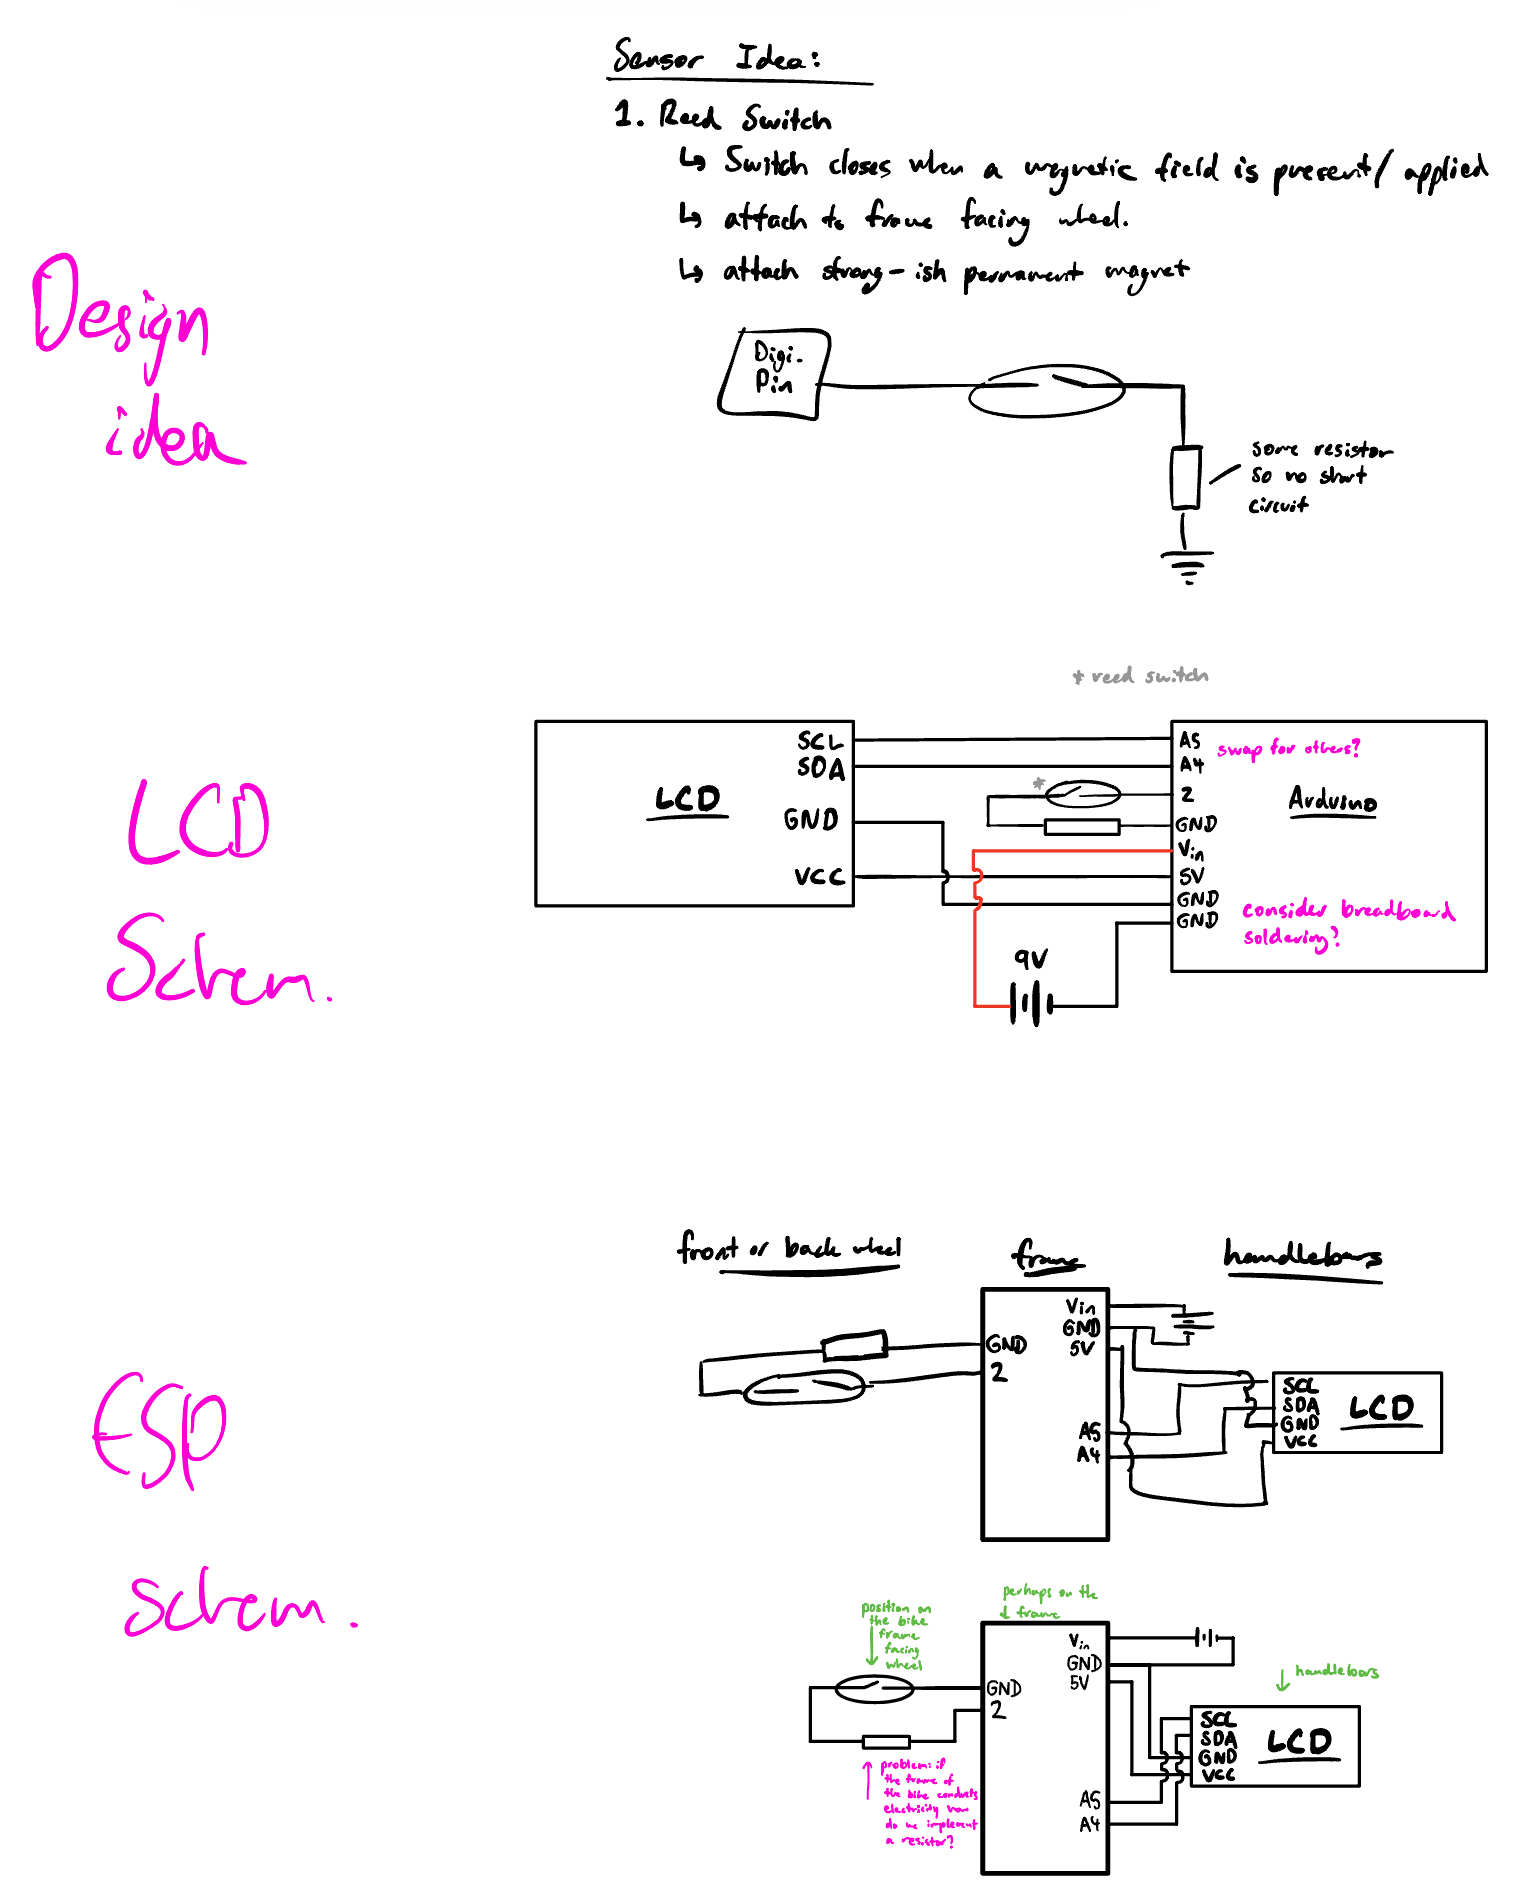 Sensor Idea:
1. Reed Switch
↳ Switch closes when a magnetic field is present/ applied
↳ attach to frame facing wheel.
↳ attach strong-ish permanent magnet
Design
idea
Digi-
Pin
some resistor
so no short
circuit
* reed switch
LCD
Schem.
LCD
SCL
SDA
GND
VCC
*
9V
A5
A4
2
GND
Vin
5V
GND
GND
swap for others?
Arduino
consider breadboard
soldering?
front or back wheel
frame
handlebars
ESP
schem.
GND
2
Vin
GND
5V
A5
A4
SCL
SDA
GND
VCC
LCD
position on
the bike
frame
facing
wheel
perhaps on the
frame
handlebars
GND
2
Vin
GND
5V
A5
A4
SCL
SDA
GND
VCC
LCD
problem: if
the frame of
the bike conducts
electricity how
do we implement
a resistor?